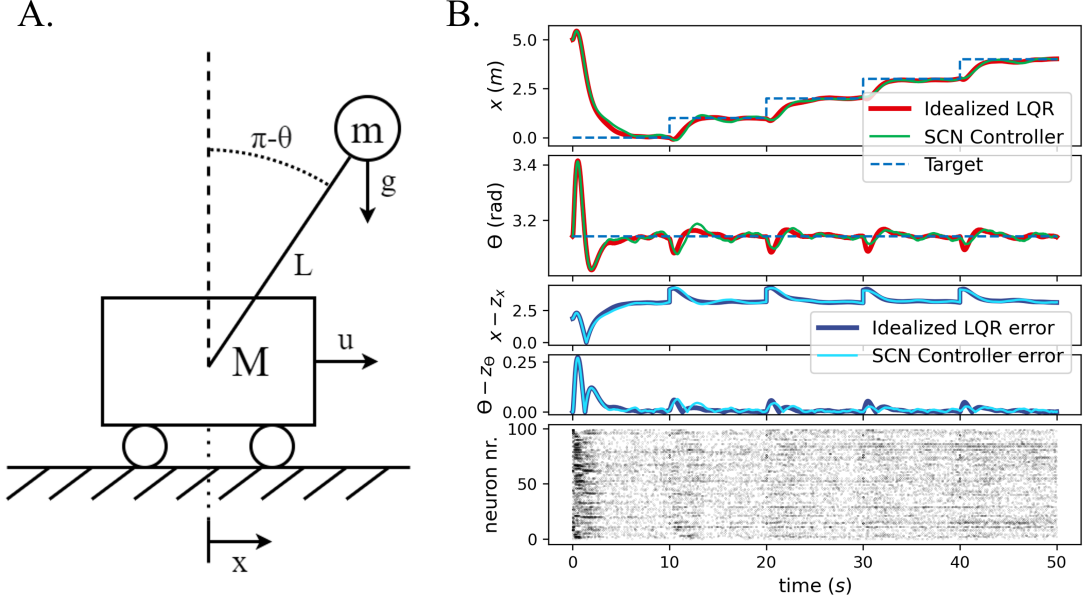 A.
π-θ
m
g
L
M
u
x
B.
x (m)
5.0
2.5
0.0
Idealized LQR
SCN Controller
Target
Θ (rad)
3.4
3.2
x − zx
2.5
0.0
Idealized LQR error
SCN Controller error
Θ − zΘ
0.25
0.00
neuron nr.
100
50
0
0 10 20 30 40 50
time (s)